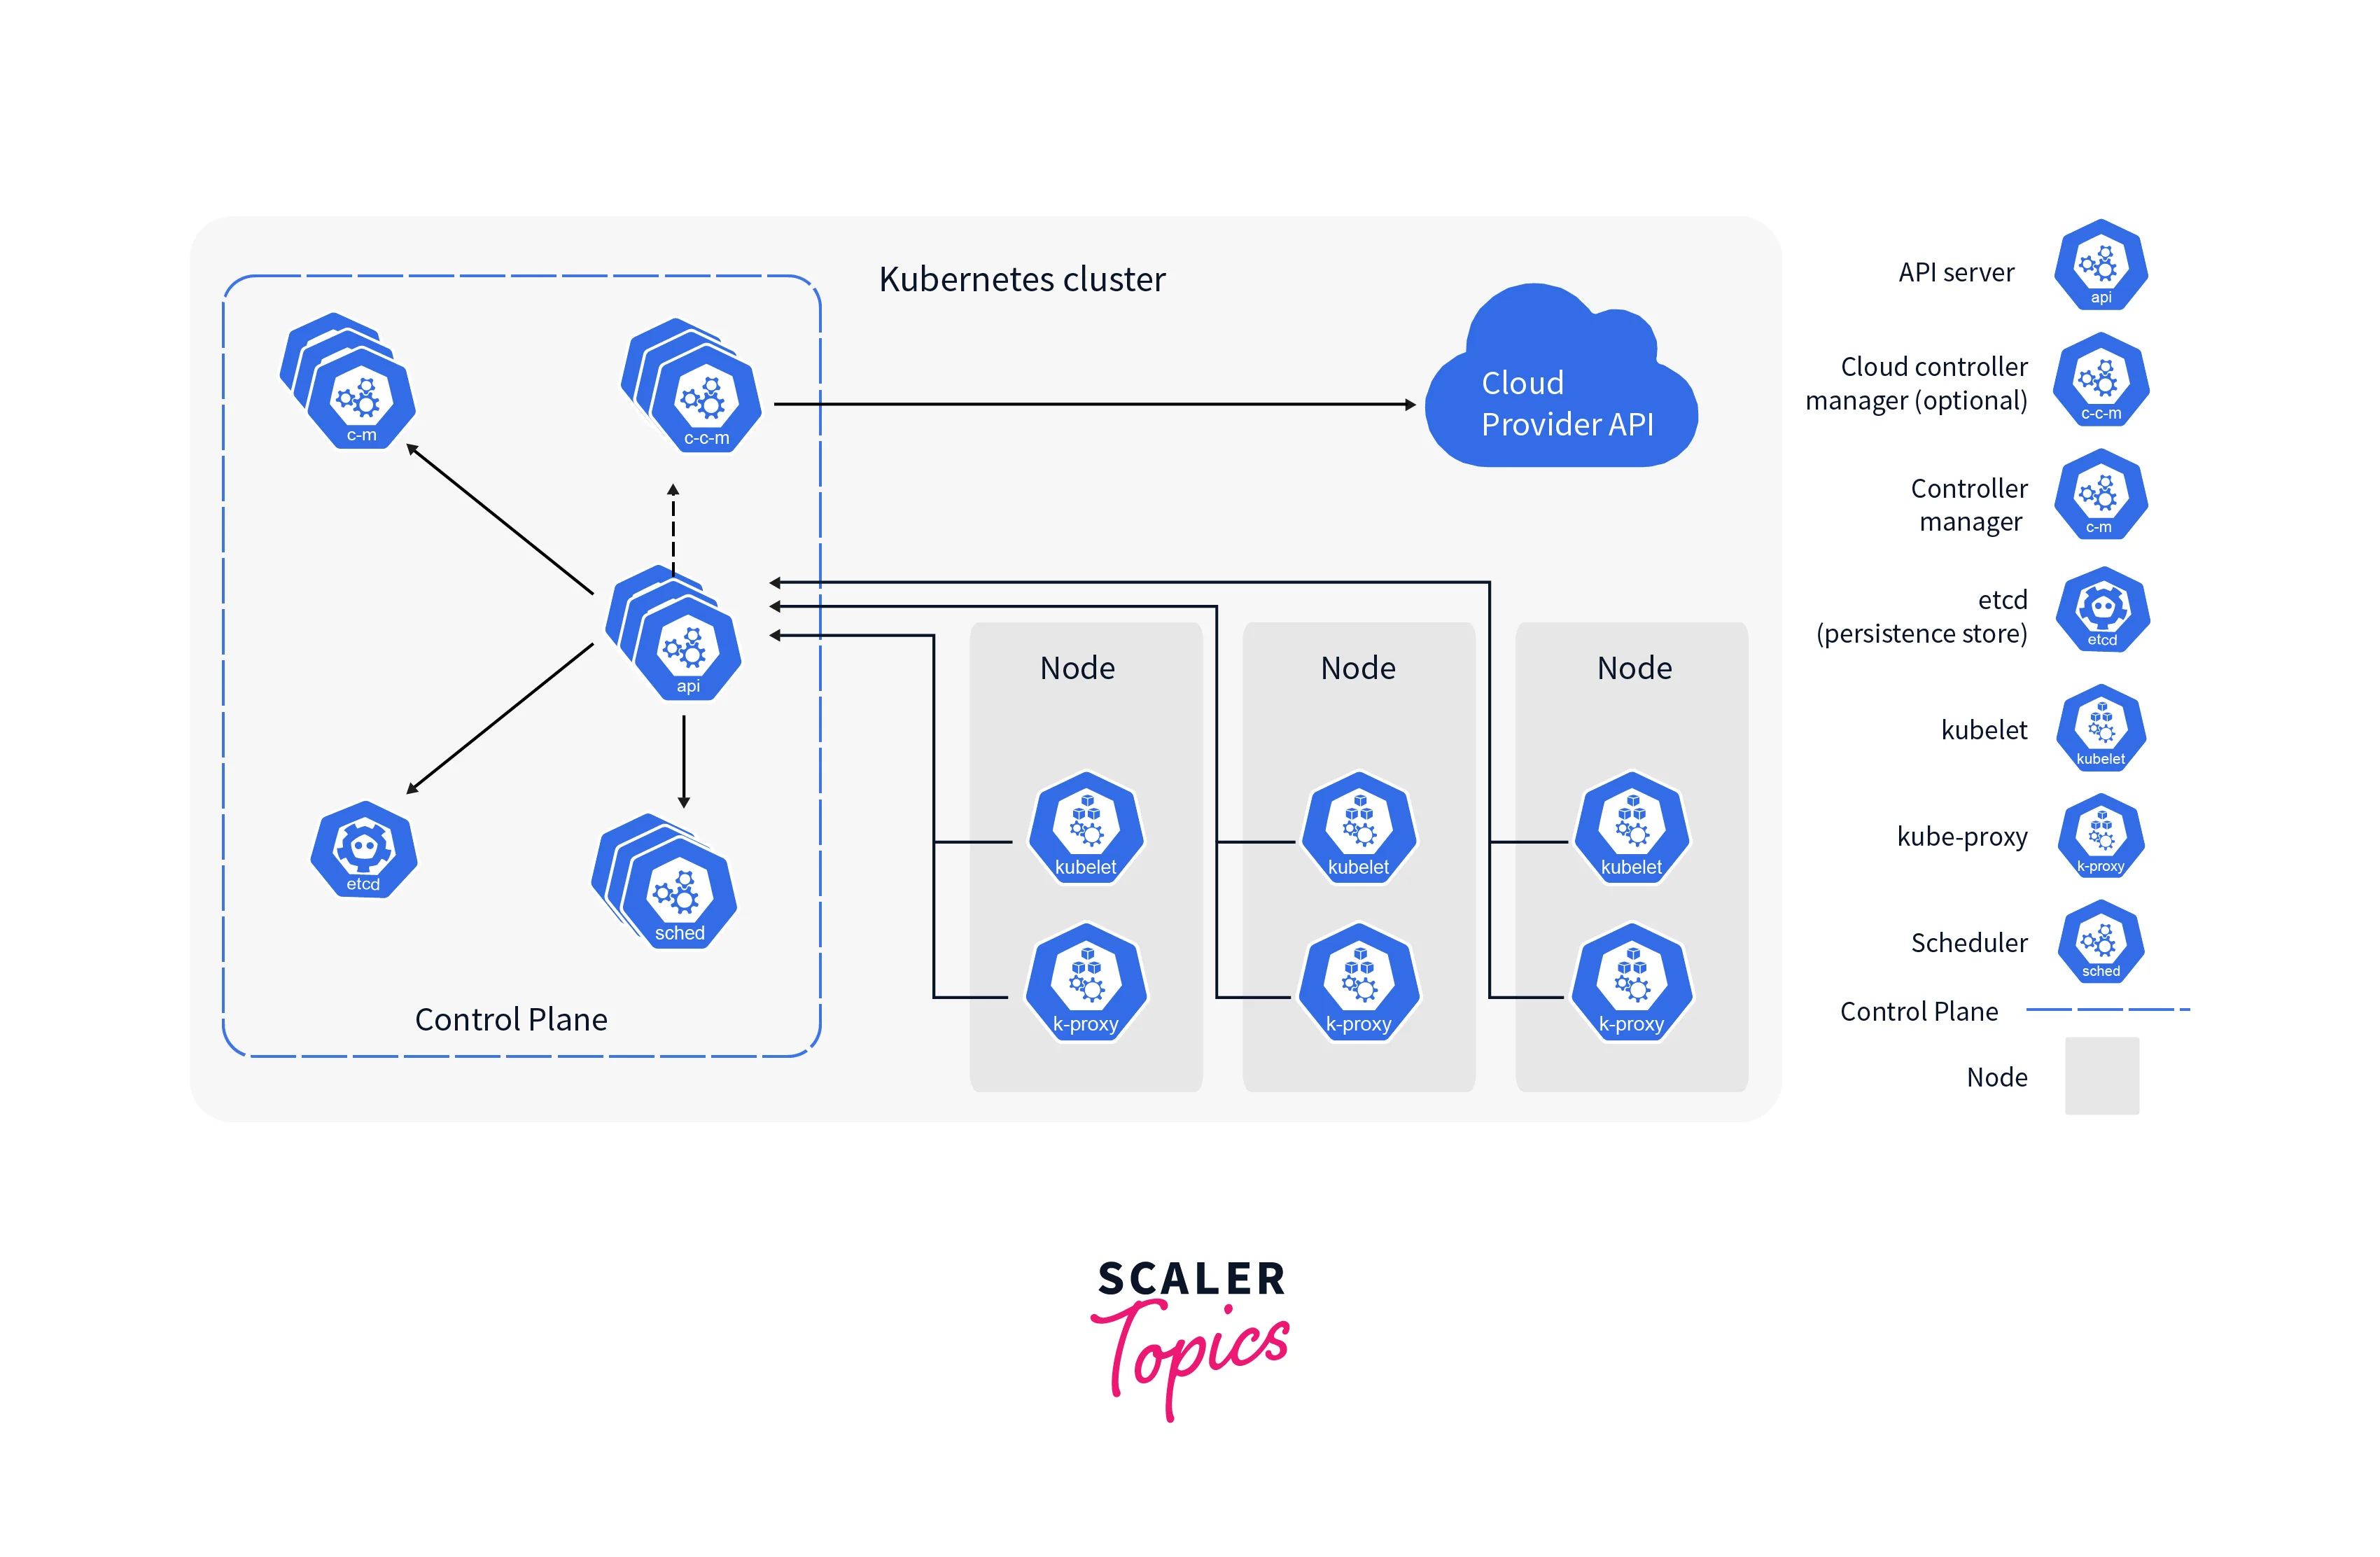 Kubernetes cluster
c-m
c-c-m
Cloud
Provider API
api
etcd
sched
Control Plane
Node
Node
Node
kubelet
kubelet
kubelet
k-proxy
k-proxy
k-proxy
API server
api
Cloud controller
manager (optional)
c-c-m
Controller
manager
c-m
etcd
(persistence store)
etcd
kubelet
kubelet
kube-proxy
k-proxy
Scheduler
sched
Control Plane
Node
SCALER
Topics